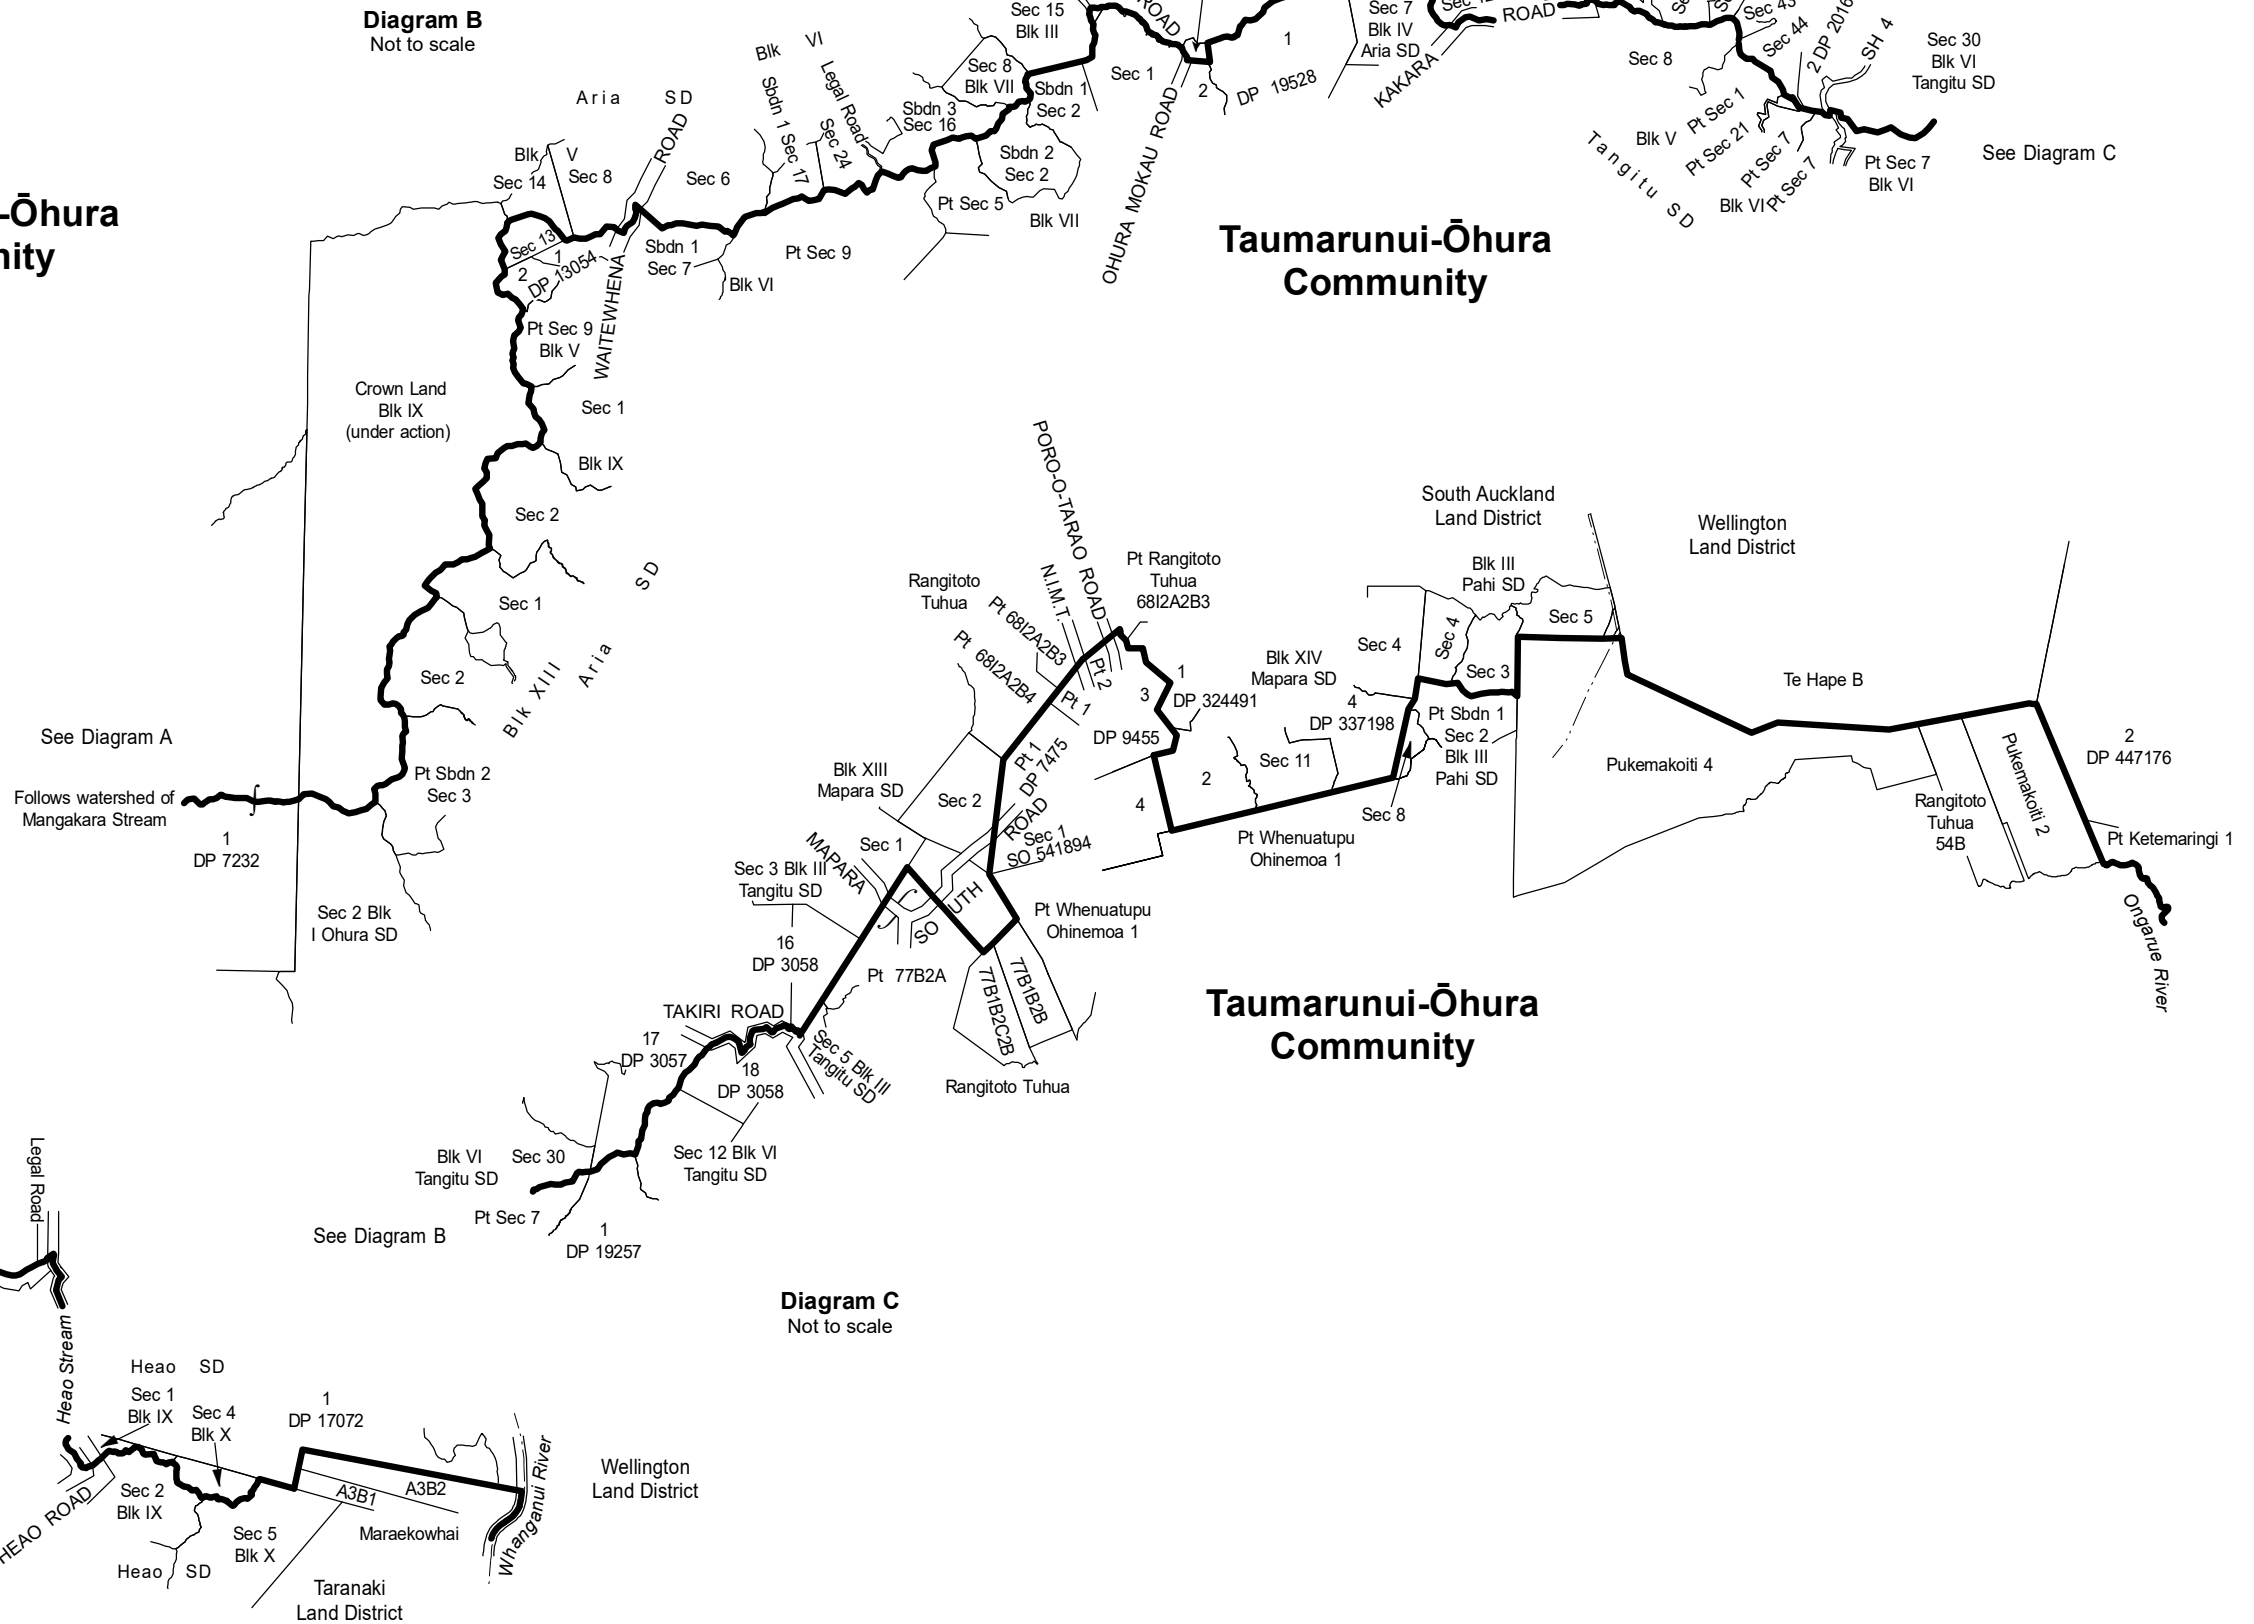 Diagram B
Not to scale
-Ōhura
nity
Aria SD
Blk VI
Sbdn 1 Sec 17
Legal Road
Sec 24
Sbdn 3
Sec 16
Sec 8
Blk VII
Sec 15
Blk III
ROAD
Sbdn 1
Sec 2
Sec 1
2
1
DP 19528
Sec 7
Blk IV
Aria SD
KAKARA
ROAD
Sec 43
Sec 44
2 DP 2016
SH 4
Sec 8
Sec 30
Blk VI
Tangitu SD
Pt Sec 1
Blk V
Pt Sec 21
Pt Sec 7
Pt Sec 7
Blk VI
Tangitu SD
Pt Sec 7
Blk VI
See Diagram C
Blk V
Sec 14
Sec 8
ROAD
Sec 6
Sbdn 2
Sec 2
Pt Sec 5
Blk VII
OHURA MOKAU ROAD
Taumarunui-Ōhura
Community
Sec 13
1
2
DP 13054
WAITEWHENA
Sbdn 1
Sec 7
Blk VI
Pt Sec 9
Pt Sec 9
Blk V
Crown Land
Blk IX
(under action)
Sec 1
Blk IX
Sec 2
Sec 1
Sec 2
Blk XIII
Aria SD
Pt Sbdn 2
Sec 3
See Diagram A
Follows watershed of
Mangakara Stream
1
DP 7232
Sec 2 Blk
I Ohura SD
PORO-O-TARAO ROAD
N.I.M.T.
Rangitoto
Tuhua
Pt 68I2A2B3
Pt 68I2A2B4
Pt Rangitoto
Tuhua
68I2A2B3
Pt 2
Pt 1
3
1
DP 324491
DP 9455
Pt 1
DP 7475
Blk XIII
Mapara SD
Sec 2
Sec 1
ROAD
Sec 1
SO 541894
MAPARA
SO
UTH
Sec 3 Blk III
Tangitu SD
16
DP 3058
Pt 77B2A
77B1B2B
77B1B2C2B
Rangitoto Tuhua
Pt Whenuatupu
Ohinemoa 1
4
2
Sec 11
Blk XIV
Mapara SD
4
DP 337198
Sec 8
Pt Whenuatupu
Ohinemoa 1
South Auckland
Land District
Wellington
Land District
Blk III
Pahi SD
Sec 4
Sec 4
Sec 3
Sec 5
Pt Sbdn 1
Sec 2
Blk III
Pahi SD
Te Hape B
Pukemakoiti 4
Rangitoto
Tuhua
54B
Pukemakoiti 2
2
DP 447176
Pt Ketemaringi 1
Ongarue River
Taumarunui-Ōhura
Community
TAKIRI ROAD
17
DP 3057
18
DP 3058
Sec 5 Blk III
Tangitu SD
Sec 12 Blk VI
Tangitu SD
Blk VI
Tangitu SD
Sec 30
Pt Sec 7
1
DP 19257
See Diagram B
Diagram C
Not to scale
Legal Road
Heao Stream
Heao SD
Sec 1
Blk IX
Sec 4
Blk X
1
DP 17072
HEAO ROAD
Sec 2
Blk IX
Sec 5
Blk X
Heao SD
A3B1
A3B2
Maraekowhai
Whanganui River
Wellington
Land District
Taranaki
Land District